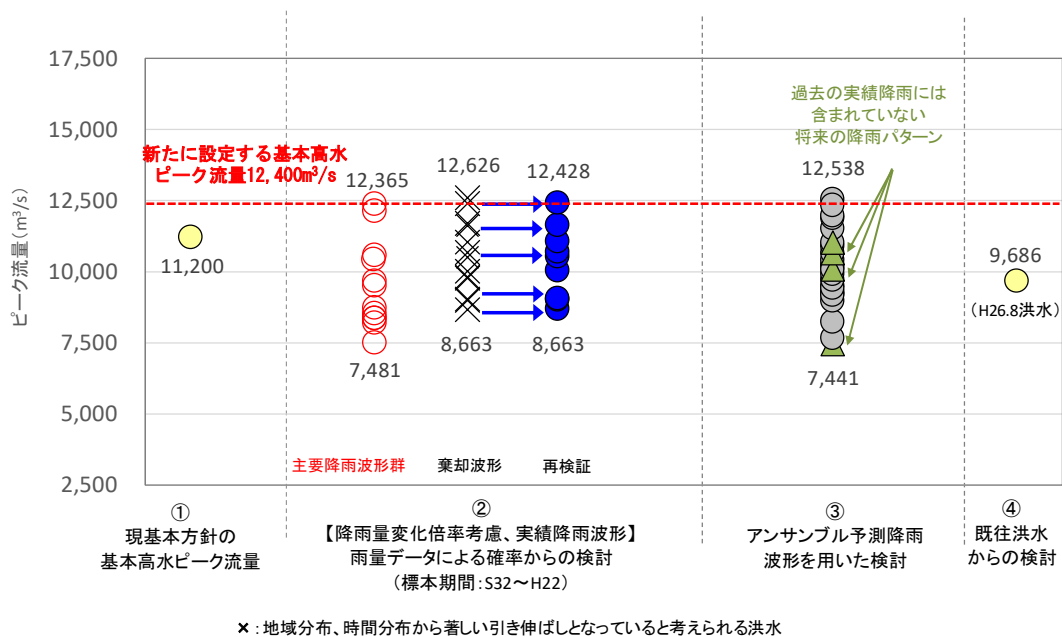 ピーク流量(m³/s)
17,500
15,000
12,500
10,000
7,500
5,000
2,500
新たに設定する基本高水
ピーク流量12,400m³/s
11,200
12,365
7,481
12,626
8,663
12,428
8,663
過去の実績降雨には
含まれていない
将来の降雨パターン
12,538
7,441
9,686
(H26.8洪水)
主要降雨波形群
棄却波形
再検証
①
現基本方針の
基本高水ピーク流量
②
【降雨量変化倍率考慮、実績降雨波形】
雨量データによる確率からの検討
(標本期間:S32～H22)
③
アンサンブル予測降雨
波形を用いた検討
④
既往洪水
からの検討
×:地域分布、時間分布から著しい引き伸ばしとなっていると考えられる洪水